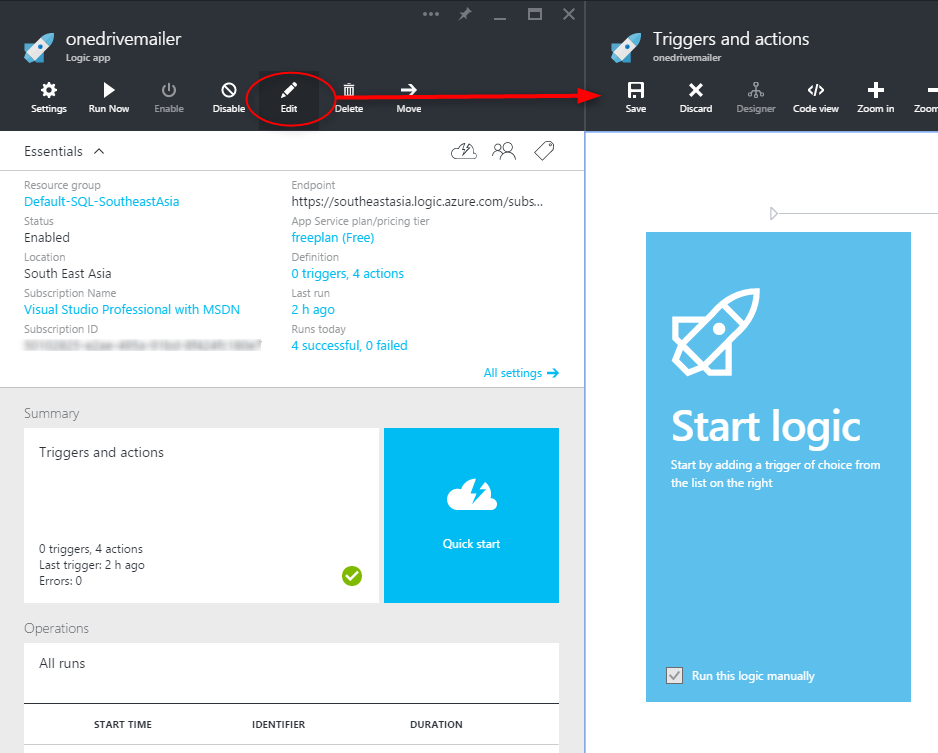 onedrivemailer
Logic app
Settings
Run Now
Enable
Disable
Edit
Delete
Move
Essentials
Resource group
Default-SQL-SoutheastAsia
Status
Enabled
Location
South East Asia
Subscription Name
Visual Studio Professional with MSDN
Subscription ID
Endpoint
https://southeastasia.logic.azure.com/subs...
App Service plan/pricing tier
freeplan (Free)
Definition
0 triggers, 4 actions
Last run
2 h ago
Runs today
4 successful, 0 failed
All settings
Summary
Triggers and actions
0 triggers, 4 actions
Last trigger: 2 h ago
Errors: 0
Quick start
Operations
All runs
START TIME
IDENTIFIER
DURATION
Triggers and actions
onedrivemailer
Save
Discard
Designer
Code view
Zoom in
Zoom
Start logic
Start by adding a trigger of choice from
the list on the right
Run this logic manually